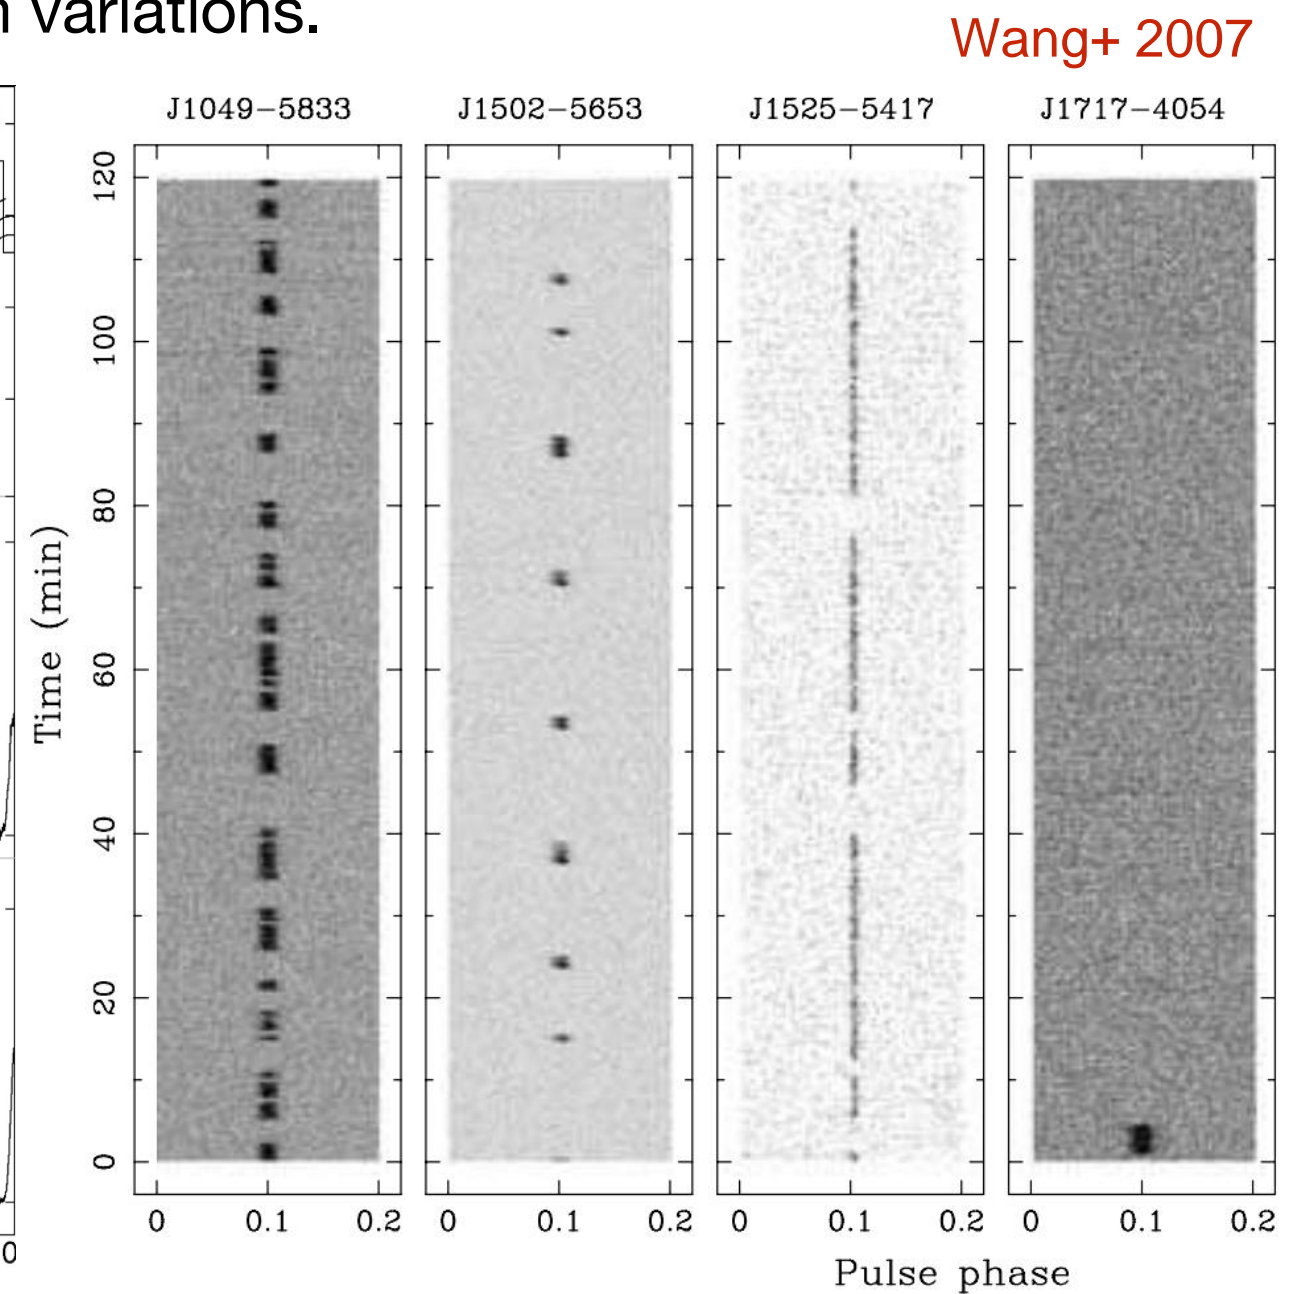 n variations.
Wang+ 2007
J1049−5833 J1502−5653 J1525−5417 J1717−4054
120
100
80
60
40
20
0
Time (min)
0 0.1 0.2 0 0.1 0.2 0 0.1 0.2 0 0.1 0.2
0
Pulse phase